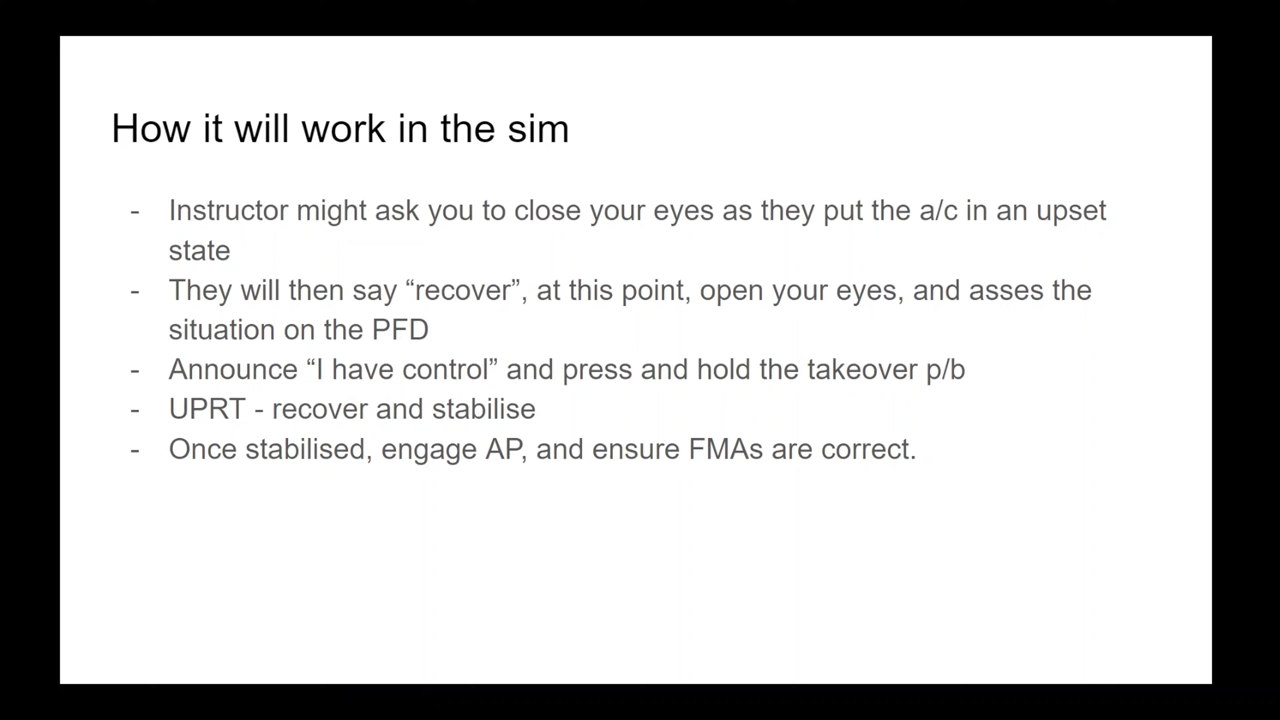 How it will work in the sim
- Instructor might ask you to close your eyes as they put the a/c in an upset
state
- They will then say “recover”, at this point, open your eyes, and asses the
situation on the PFD
- Announce “I have control” and press and hold the takeover p/b
- UPRT - recover and stabilise
- Once stabilised, engage AP, and ensure FMAs are correct.